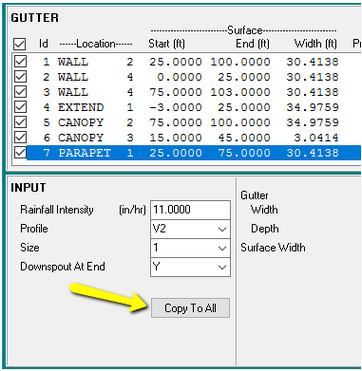 GUTTER
-----------------------Surface-----------------------
Id -----Location----- Start (ft) End (ft) Width (ft)
1 WALL 2 25.0000 100.0000 30.4138
2 WALL 4 0.0000 25.0000 30.4138
3 WALL 4 75.0000 103.0000 30.4138
4 EXTEND 1 -3.0000 25.0000 34.9759
5 CANOPY 2 75.0000 100.0000 34.9759
6 CANOPY 3 15.0000 45.0000 3.0414
7 PARAPET 1 25.0000 75.0000 30.4138
INPUT
Rainfall Intensity (in/hr) 11.0000
Profile V2
Size 1
Downspout At End Y
Copy To All
Gutter
Width
Depth
Surface Width